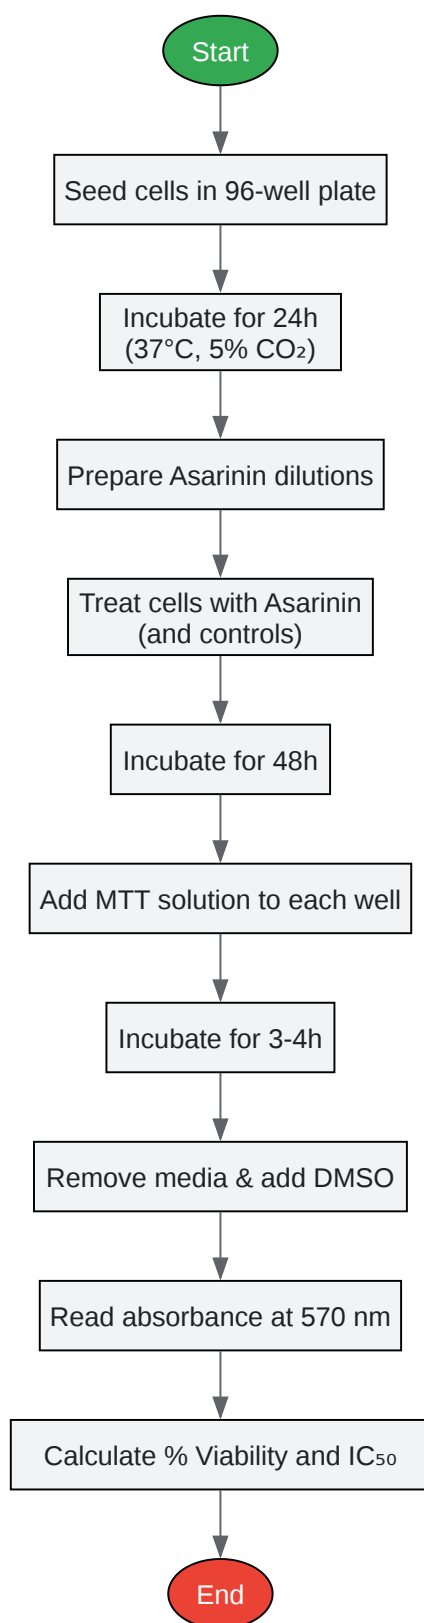 Start
Seed cells in 96-well plate
Incubate for 24h
(37°C, 5% CO₂)
Prepare Asarinin dilutions
Treat cells with Asarinin
(and controls)
Incubate for 48h
Add MTT solution to each well
Incubate for 3-4h
Remove media & add DMSO
Read absorbance at 570 nm
Calculate % Viability and IC₅₀
End